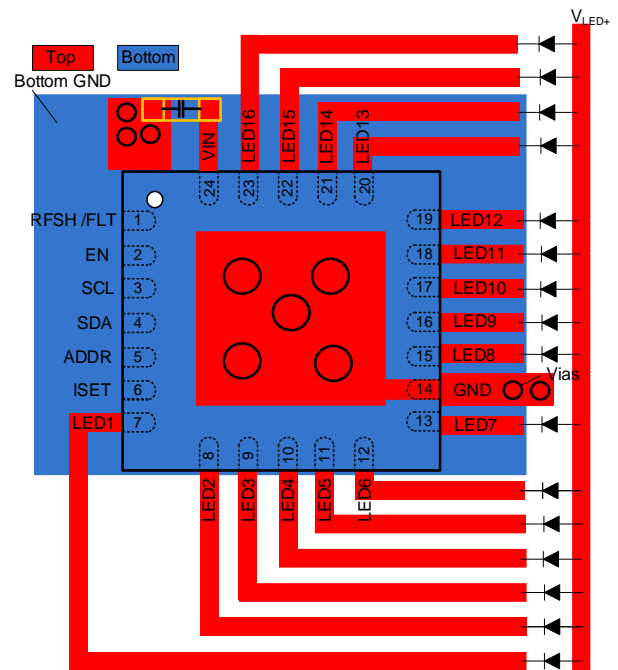 V LED+
Top
Bottom
Bottom GND
VIN
LED16
LED15
LED14
LED13
24
23
22
21
20
RFSH /FLT
1
19
LED12
EN
2
18
LED11
SCL
3
17
LED10
SDA
4
16
LED9
ADDR
5
15
LED8
Vias
ISET
6
14
GND
LED1
7
13
LED7
8
9
10
11
12
LED2
LED3
LED4
LED5
LED6